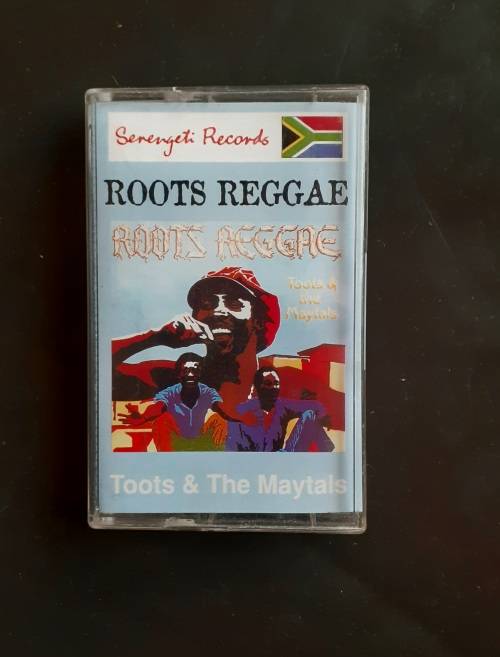 Serengeti Records
ROOTS REGGAE
ROOTS REGGAE
Toots &
the
Maytals
Toots & The Maytals